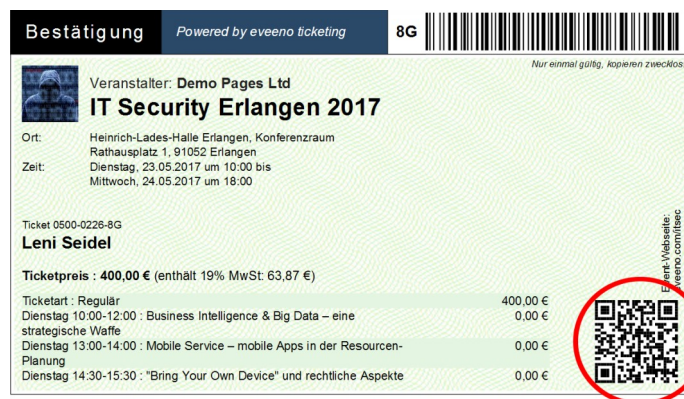 Bestätigung
Powered by eveeno ticketing
8G
Nur einmal gültig, kopieren zwecklos
Veranstalter: Demo Pages Ltd
IT Security Erlangen 2017
Ort: Heinrich-Lades-Halle Erlangen, Konferenzraum
Rathausplatz 1, 91052 Erlangen
Zeit: Dienstag, 23.05.2017 um 10:00 bis
Mittwoch, 24.05.2017 um 18:00
Ticket 0500-0226-8G
Leni Seidel
Ticketpreis : 400,00 € (enthält 19% MwSt: 63,87 €)
Ticketart : Regulär 400,00 €
Dienstag 10:00-12:00 : Business Intelligence & Big Data – eine 0,00 €
strategische Waffe
Dienstag 13:00-14:00 : Mobile Service – mobile Apps in der Resourcen- 0,00 €
Planung
Dienstag 14:30-15:30 : "Bring Your Own Device" und rechtliche Aspekte 0,00 €
Event-Webseite:
eveeno.com/itsec